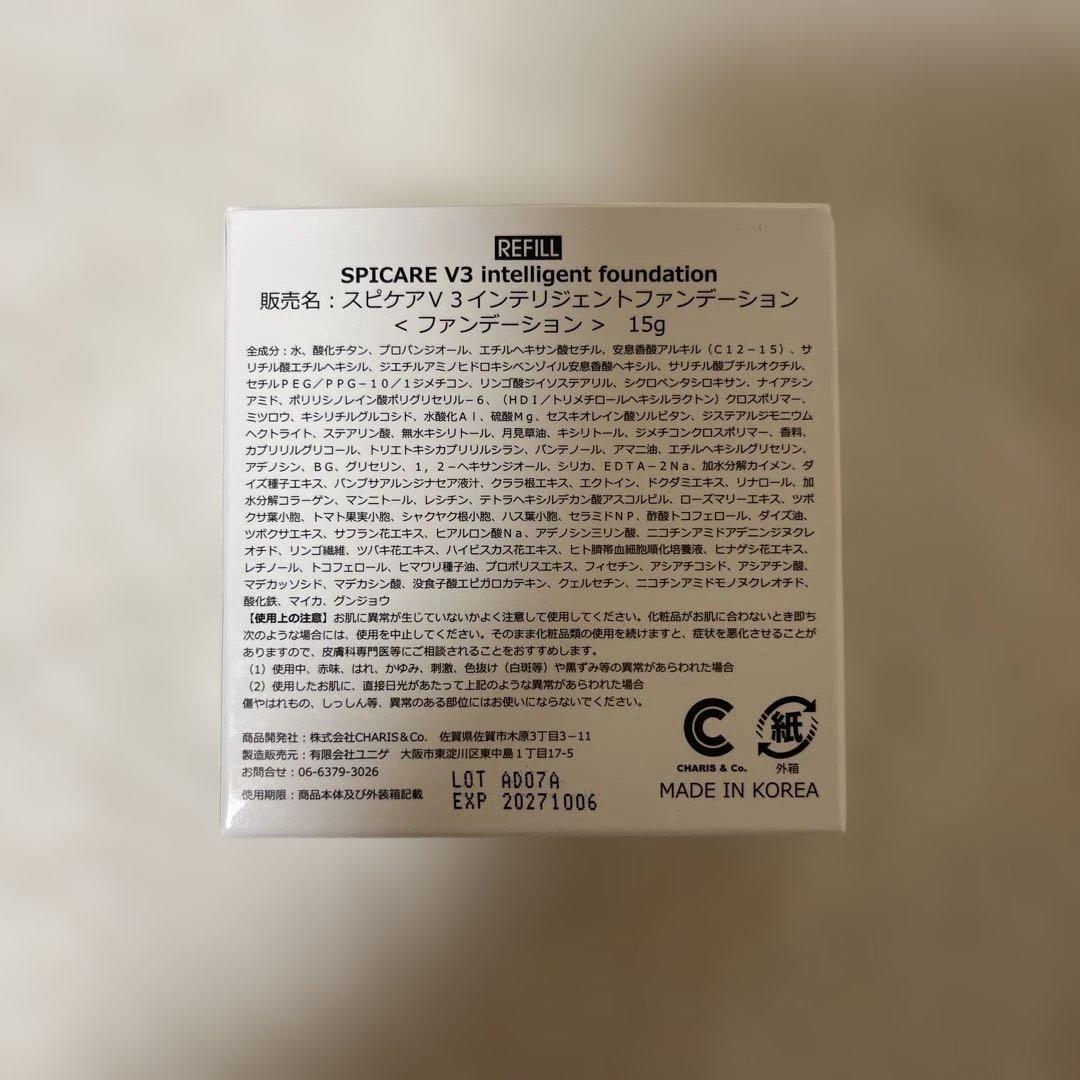 REFILL
SPICARE V3 intelligent foundation
販売名：スピケアＶ３インテリジェントファンデーション
＜ファンデーション＞　15g
全成分：水、酸化チタン、プロパンジオール、エチルヘキサン酸セチル、安息香酸アルキル（Ｃ１２－１５）、サ
リチル酸エチルヘキシル、ジエチルアミノヒドロキシベンゾイル安息香酸ヘキシル、サリチル酸ブチルオクチル、
セチルＰＥＧ／ＰＰＧ－１０／１ジメチコン、リンゴ酸ジイソステアリル、シクロペンタシロキサン、ナイアシン
アミド、ポリリシノレイン酸ポリグリセリル－６、（ＨＤＩ／トリメチロールヘキシルラクトン）クロスポリマー、
ミツロウ、キシリチルグルコシド、水酸化Ａｌ、硫酸Ｍｇ、セスキオレイン酸ソルビタン、ジステアルジモニウム
ヘクトライト、ステアリン酸、無水キシリトール、月見草油、キシリトール、ジメチコンクロスポリマー、香料、
カプリリルグリコール、トリエトキシカプリリルシラン、パンテノール、アマニ油、エチルヘキシルグリセリン、
アデノシン、ＢＧ、グリセリン、１，２－ヘキサンジオール、シリカ、ＥＤＴＡ－２Ｎａ、加水分解カイメン、ダ
イズ種子エキス、バンブサアルンジナセア液汁、クララ根エキス、エクトイン、ドクダミエキス、リナロール、加
水分解コラーゲン、マンニトール、レシチン、テトラヘキシルデカン酸アスコルビル、ローズマリーエキス、ツボ
クサ葉小胞、トマト果実小胞、シャクヤク根小胞、ハス葉小胞、セラミドＮＰ、酢酸トコフェロール、ダイズ油、
ツボクサエキス、サフラン花エキス、ヒアルロン酸Ｎａ、アデノシン三リン酸、ニコチンアミドアデニンジヌクレ
オチド、リンゴ繊維、ツバキ花エキス、ハイビスカス花エキス、ヒト臍帯血細胞順化培養液、ヒナゲシ花エキス、
レチノール、トコフェロール、ヒマワリ種子油、プロポリスエキス、フィセチン、アシアチコシド、アシアチン酸、
マデカッソシド、マデカシン酸、没食子酸エピガロカテキン、クェルセチン、ニコチンアミドモノヌクレオチド、
酸化鉄、マイカ、グンジョウ
【使用上の注意】お肌に異常が生じていないかよく注意して使用してください。化粧品がお肌に合わないとき即ち
次のような場合には、使用を中止してください。そのまま化粧品類の使用を続けますと、症状を悪化させることが
ありますので、皮膚科専門医等にご相談されることをおすすめします。
（1）使用中、赤味、はれ、かゆみ、刺激、色抜け（白斑等）や黒ずみ等の異常があらわれた場合
（2）使用したお肌に、直接日光があたって上記のような異常があらわれた場合
傷やはれもの、しっしん等、異常のある部位にはお使いにならないでください。
商品開発社：株式会社CHARIS＆Co.　佐賀県佐賀市木原3丁目3－11
製造販売元：有限会社ユニゲ　大阪市東淀川区東中島１丁目17-5
お問合せ：06-6379-3026
使用期限：商品本体及び外装箱記載
LOT AD07A
EXP 20271006
CHARIS & Co.
紙
外箱
MADE IN KOREA